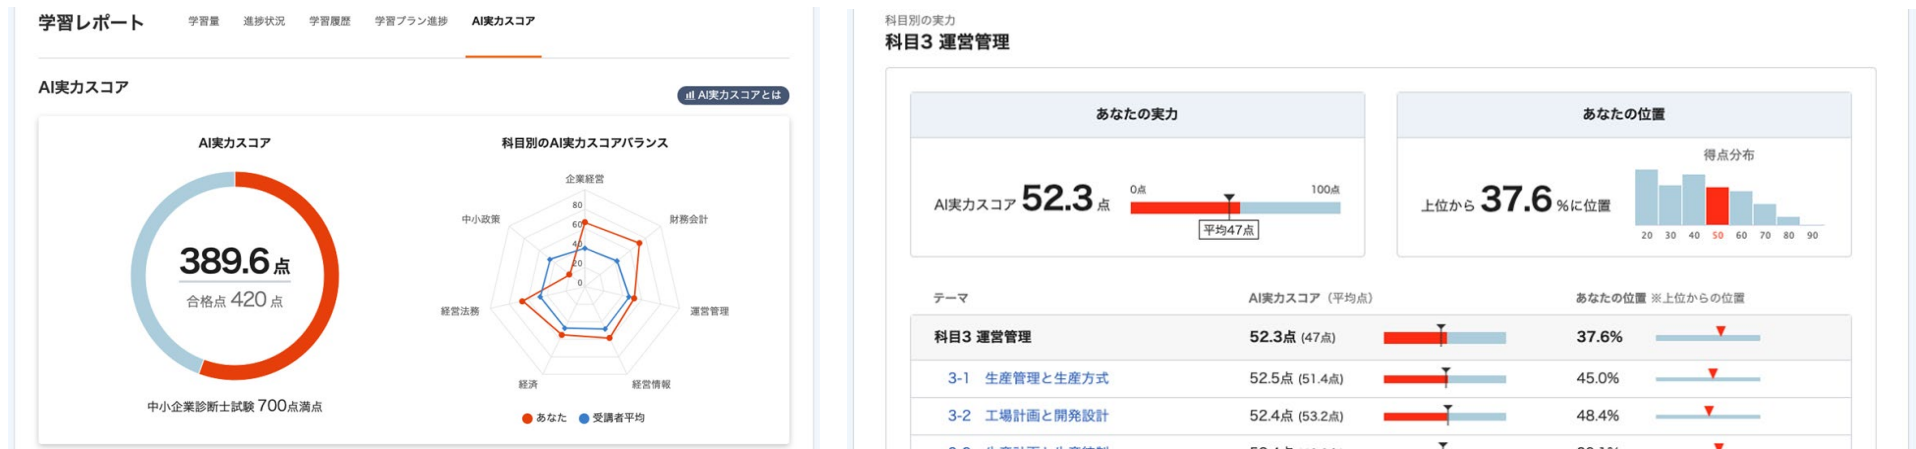 学習レポート
学習量 進捗状況 学習履歴 学習プラン進捗 AI実力スコア
AI実力スコア
AI実力スコアとは
AI実力スコア
389.6点
合格点 420 点
中小企業診断士試験 700点満点
科目別のAI実力スコアバランス
企業経営
財務会計
運営管理
経営情報
経済
経営法務
中小政策
80
60
40
20
0
あなた 受講者平均
科目別の実力
科目3 運営管理
あなたの実力
AI実力スコア 52.3 点
0点 100点
平均47点
あなたの位置
上位から 37.6 %に位置
得点分布
20 30 40 50 60 70 80 90
テーマ AI実力スコア（平均点） あなたの位置 ※上位からの位置
科目3 運営管理 52.3点 (47点) 37.6%
3-1 生産管理と生産方式 52.5点 (51.4点) 45.0%
3-2 工場計画と開発設計 52.4点 (53.2点) 48.4%